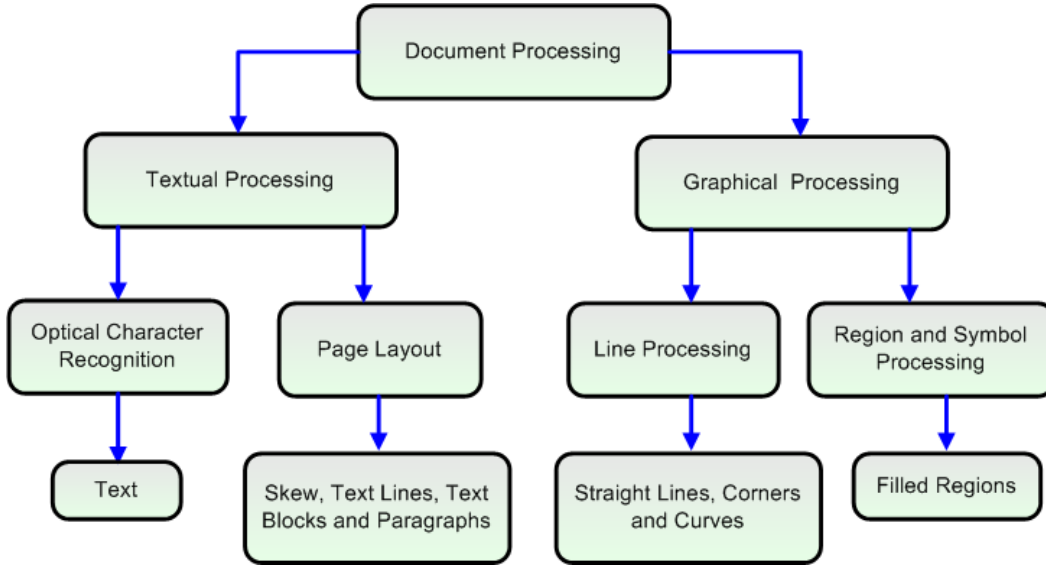 Document Processing
Textual Processing
Graphical Processing
Optical Character
Recognition
Page Layout
Line Processing
Region and Symbol
Processing
Text
Skew, Text Lines, Text
Blocks and Paragraphs
Straight Lines, Corners
and Curves
Filled Regions